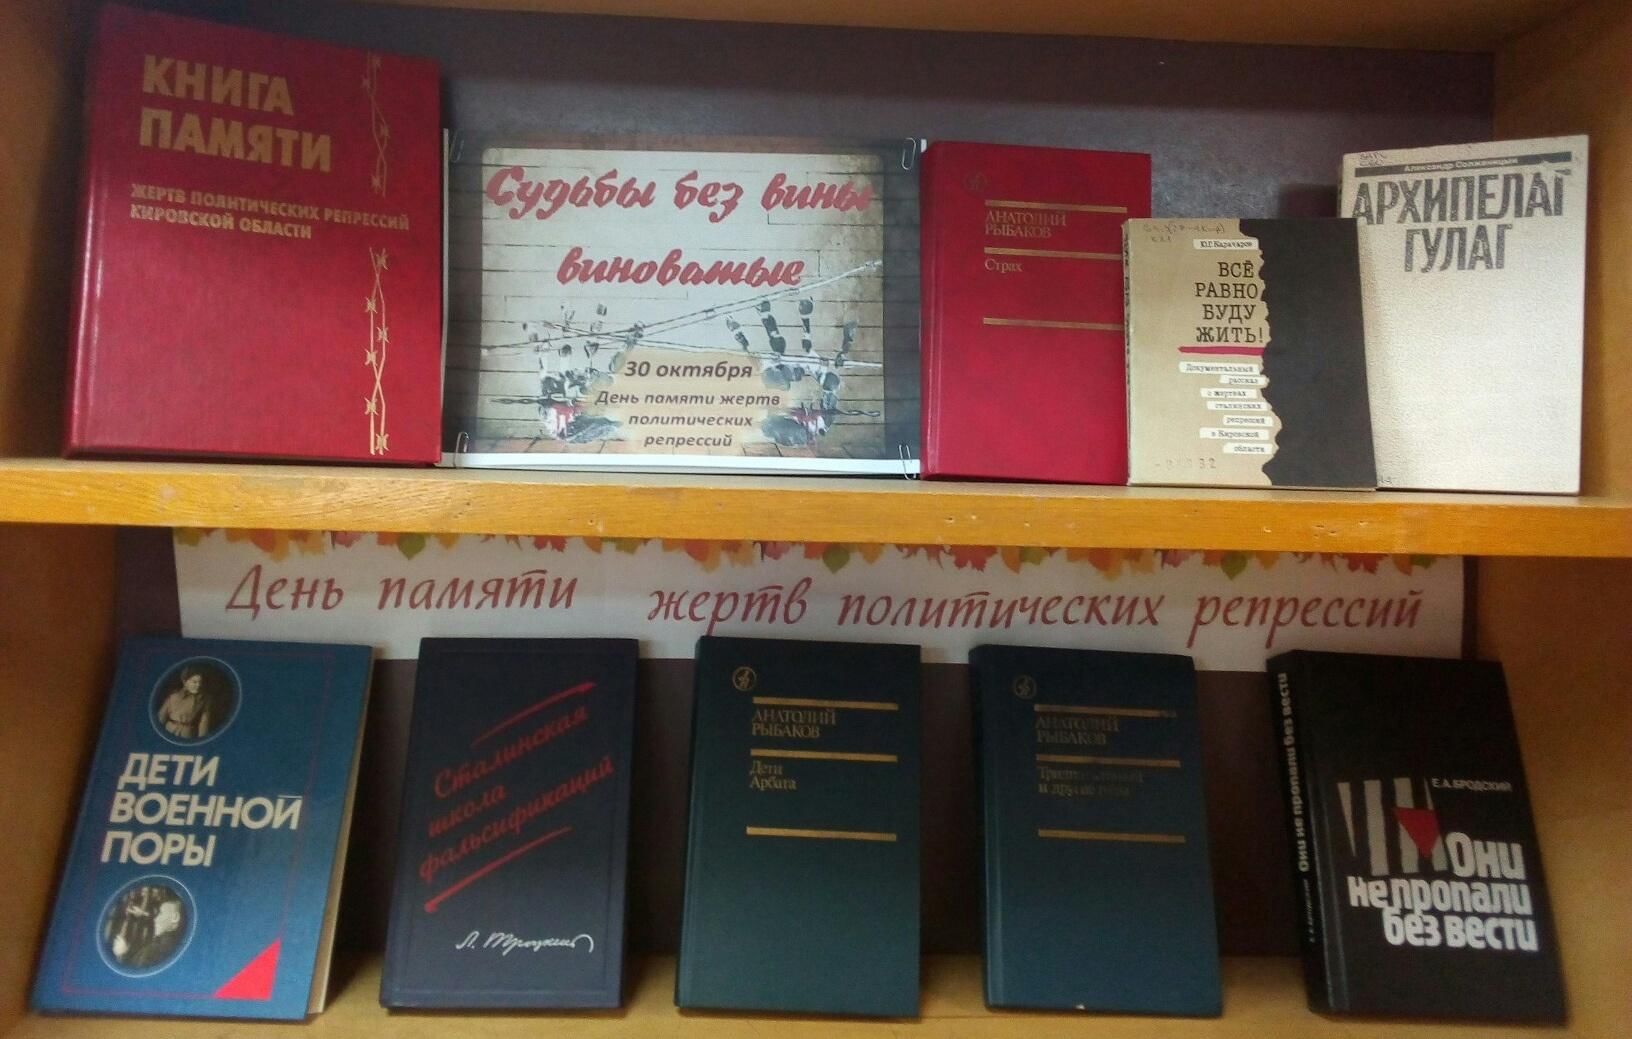 КНИГА
ПАМЯТИ
ЖЕРТВ ПОЛИТИЧЕСКИХ РЕПРЕССИЙ
КИРОВСКОЙ ОБЛАСТИ
Судьбы без вины
виноватые
30 октября
День памяти жертв
политических
репрессий
АНАТОЛИЙ
РЫБАКОВ
Страх
Ю.Г. Карачаров
ВСЁ
РАВНО
БУДУ
ЖИТЬ!
Документальный
рассказ
о жертвах
сталинских
репрессий
в Кировской
области
Александр Солженицын
АРХИПЕЛАГ
ГУЛАГ
День памяти жертв политических репрессий
ДЕТИ
ВОЕННОЙ
ПОРЫ
Сталинская
школа
фальсификаций
Л. Троцкий
АНАТОЛИЙ
РЫБАКОВ
Дети
Арбата
АНАТОЛИЙ
РЫБАКОВ
и другие
Они не пропали без вести
Е.А.БРОДСКИЙ
Они
не пропали
без вести